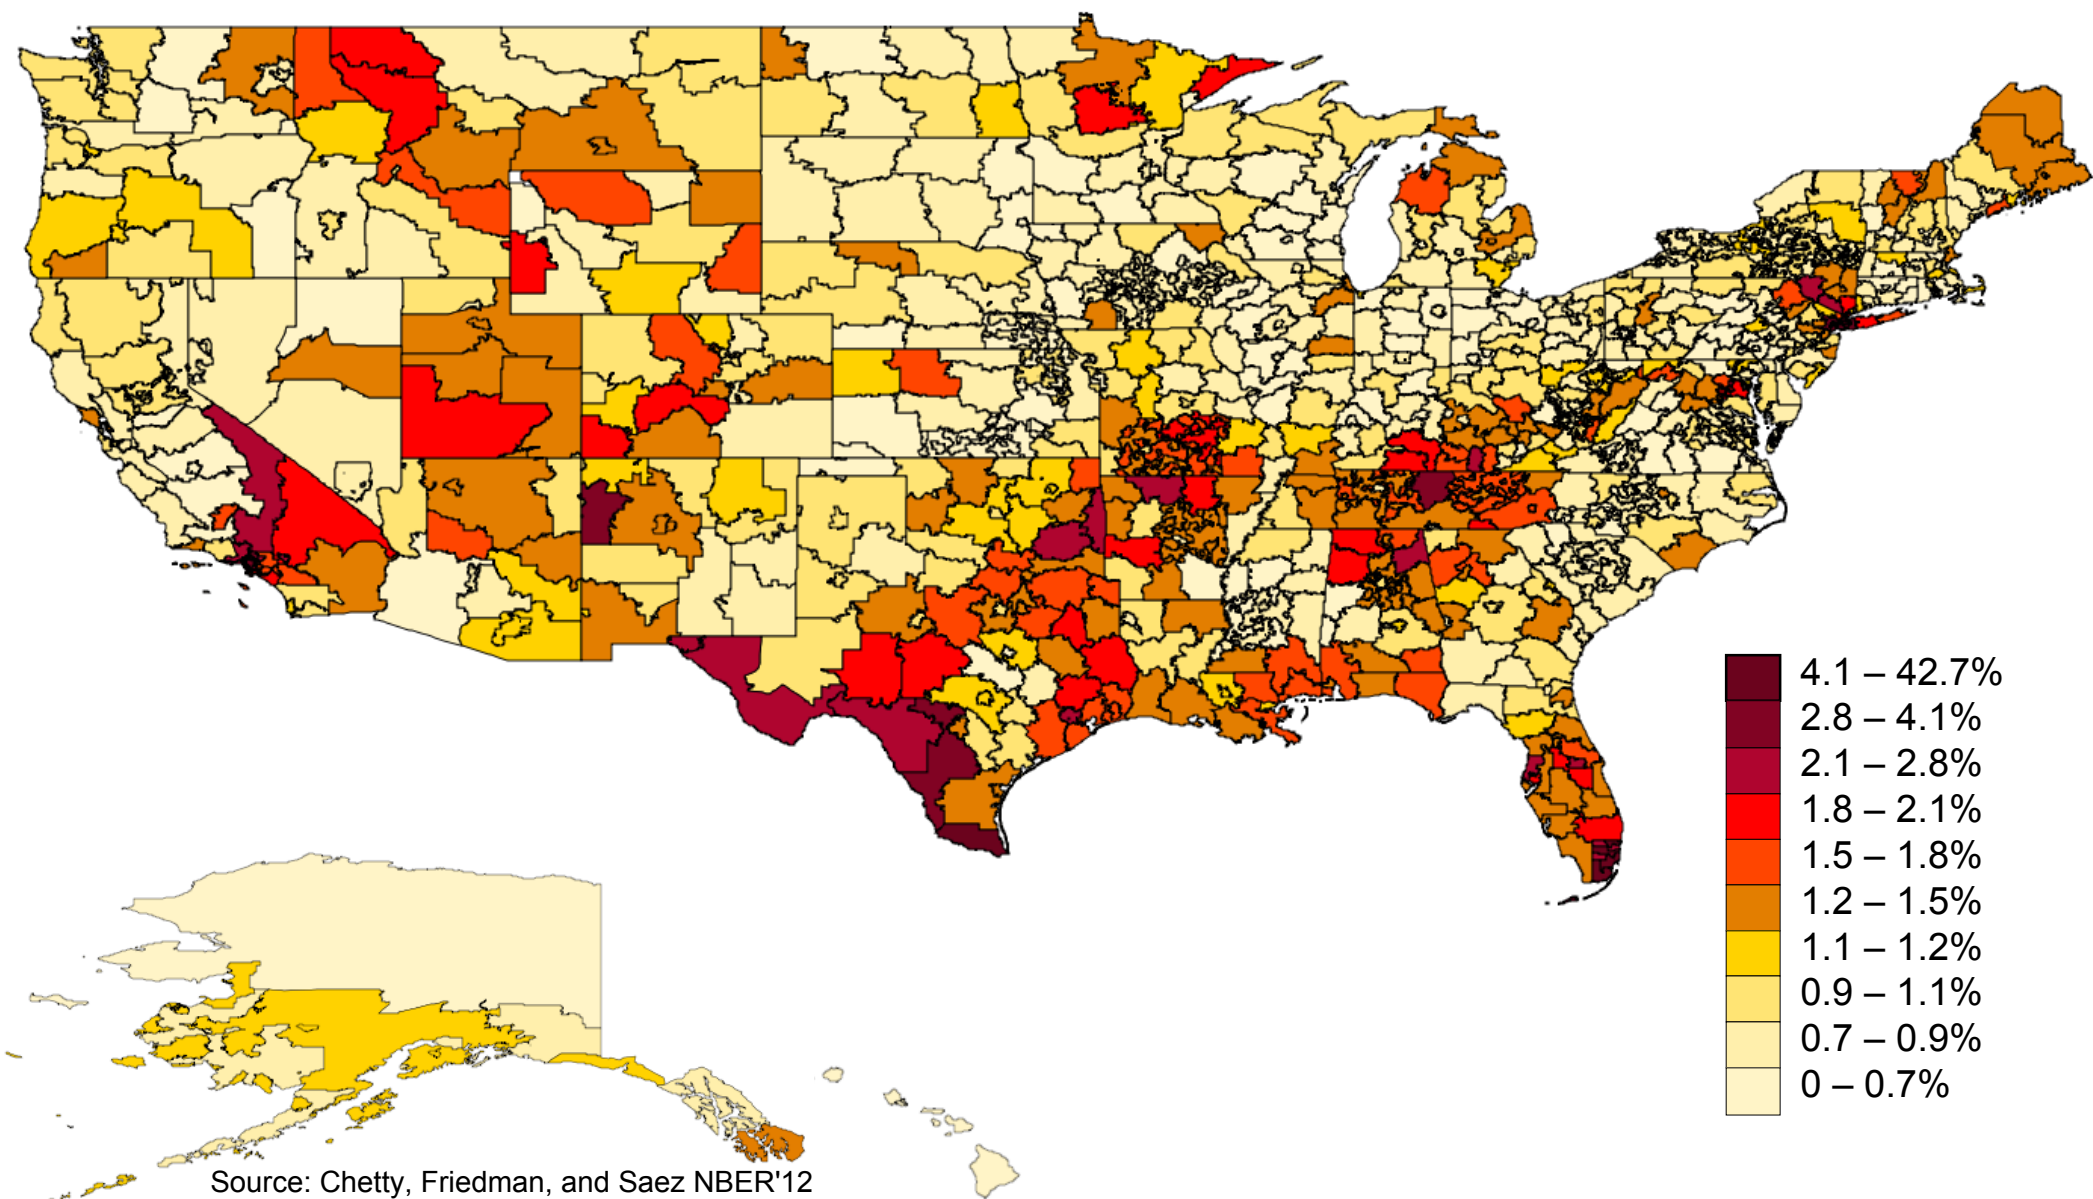 4.1 – 42.7%
2.8 – 4.1%
2.1 – 2.8%
1.8 – 2.1%
1.5 – 1.8%
1.2 – 1.5%
1.1 – 1.2%
0.9 – 1.1%
0.7 – 0.9%
0 – 0.7%
Source: Chetty, Friedman, and Saez NBER'12